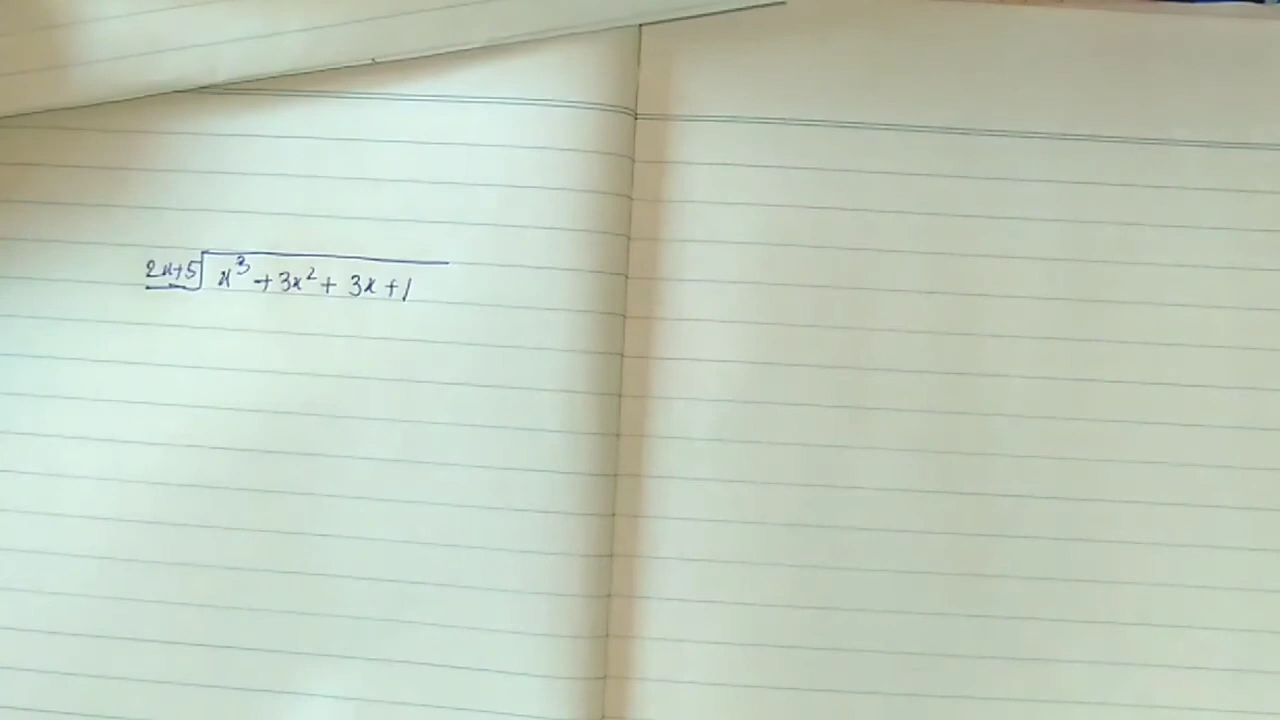 2x+5 x³ + 3x² + 3x + 1